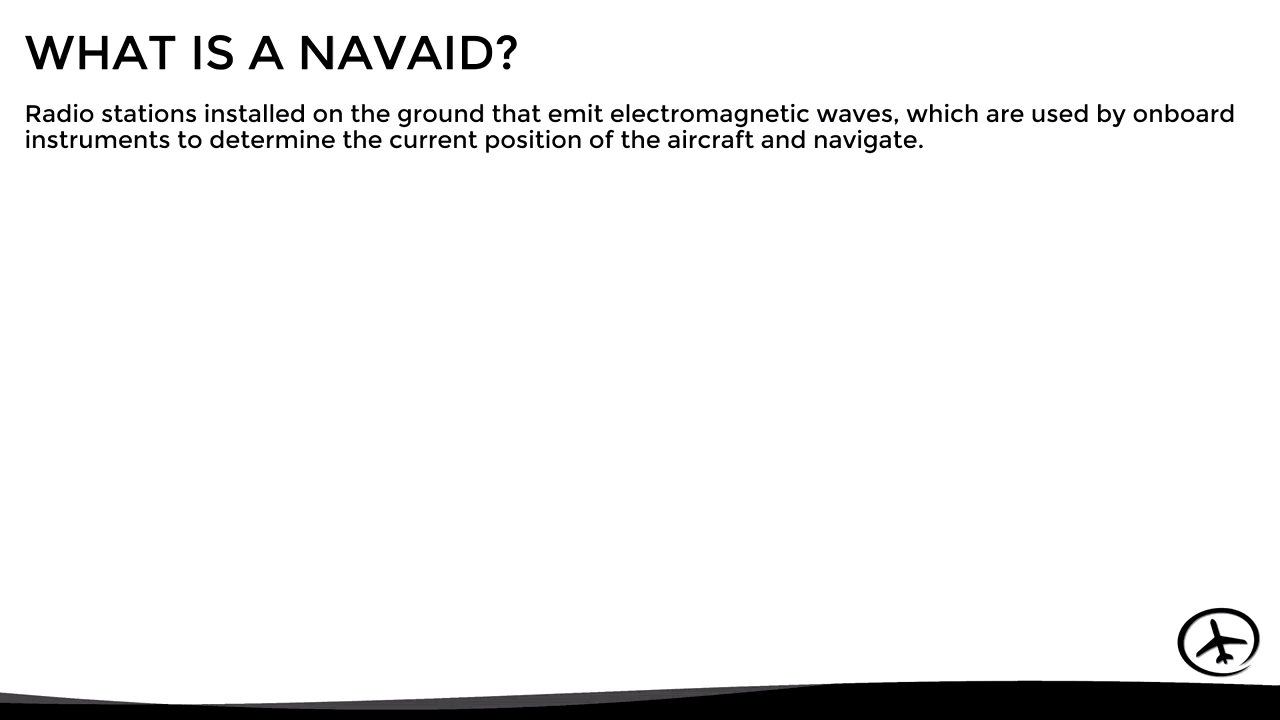 WHAT IS A NAVAID?
Radio stations installed on the ground that emit electromagnetic waves, which are used by onboard
instruments to determine the current position of the aircraft and navigate.